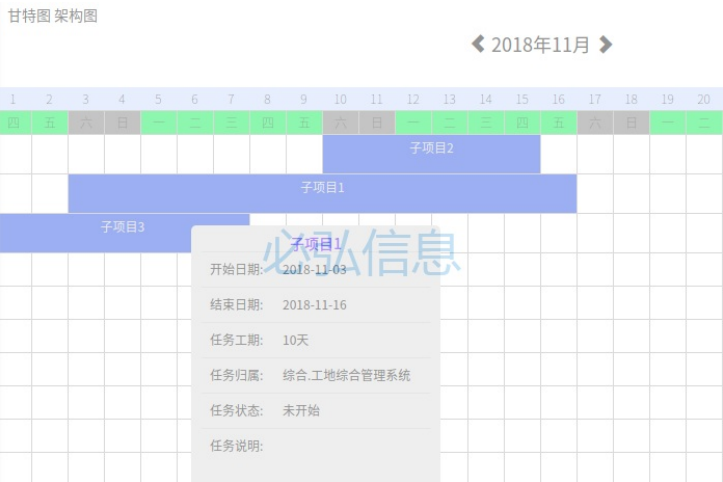 甘特图 架构图
2018年11月
1 2 3 4 5 6 7 8 9 10 11 12 13 14 15 16 17 18 19 20
四 五 六 日 一 二 三 四 五 六 日 一 二 三 四 五 六 日 一 二
子项目2
子项目1
子项目3
必弘信息
子项目1
开始日期: 2018-11-03
结束日期: 2018-11-16
任务工期: 10天
任务归属: 综合.工地综合管理系统
任务状态: 未开始
任务说明: